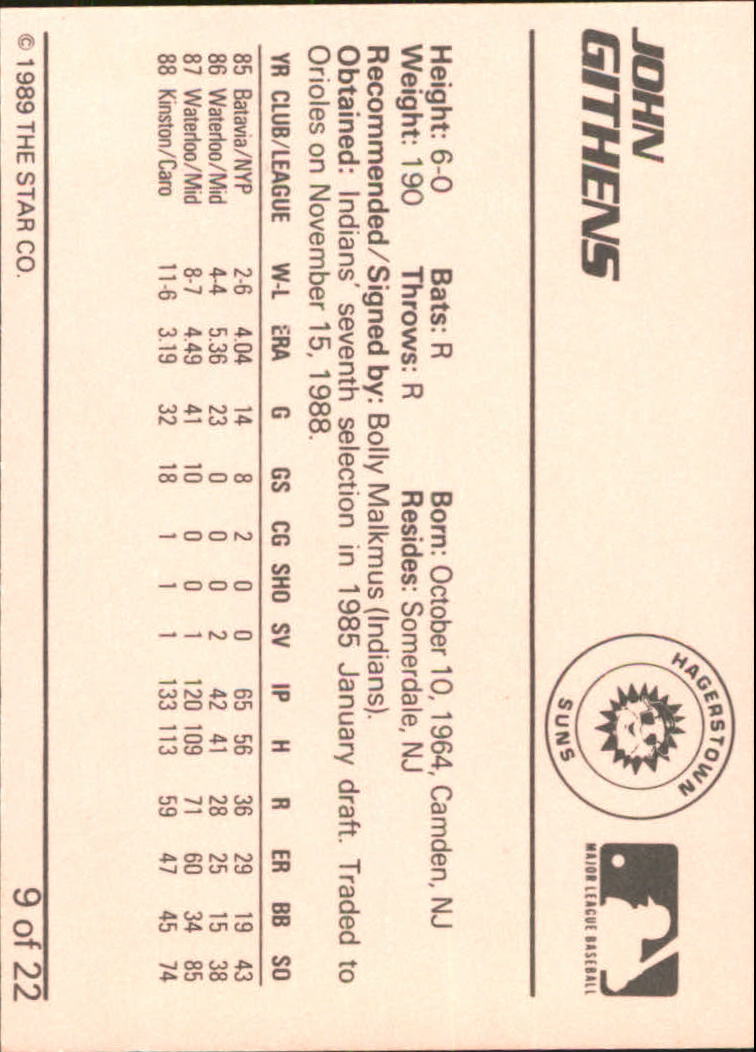 JOHN
GITHENS
HAGERSTOWN
SUNS
MAJOR LEAGUE BASEBALL
Height: 6-0 Bats: R Born: October 10, 1964, Camden, NJ
Weight: 190 Throws: R Resides: Somerdale, NJ
Recommended/Signed by: Bolly Malkmus (Indians).
Obtained: Indians' seventh selection in 1985 January draft. Traded to
Orioles on November 15, 1988.
YR CLUB/LEAGUE W-L ERA G GS CG SHO SV IP H R ER BB SO
85 Batavia/NYP 2-6 4.04 14 8 2 0 0 65 56 36 29 19 43
86 Waterloo/Mid 4-4 5.36 23 0 0 0 2 42 41 28 25 15 38
87 Waterloo/Mid 8-7 4.49 41 10 0 0 1 120 109 71 60 34 85
88 Kinston/Caro 11-6 3.19 32 18 1 1 1 133 113 59 47 45 74
© 1989 THE STAR CO. 9 of 22